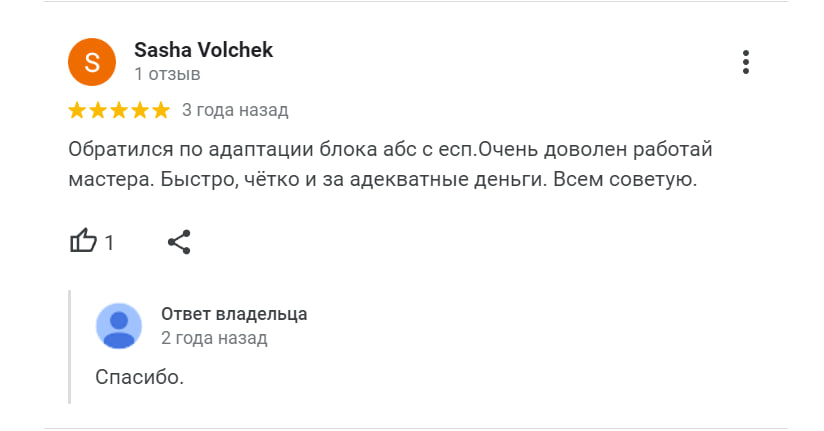 S
Sasha Volchek
1 отзыв
3 года назад
Обратился по адаптации блока абс с есп.Очень доволен работай
мастера. Быстро, чётко и за адекватные деньги. Всем советую.
1
Ответ владельца
2 года назад
Спасибо.